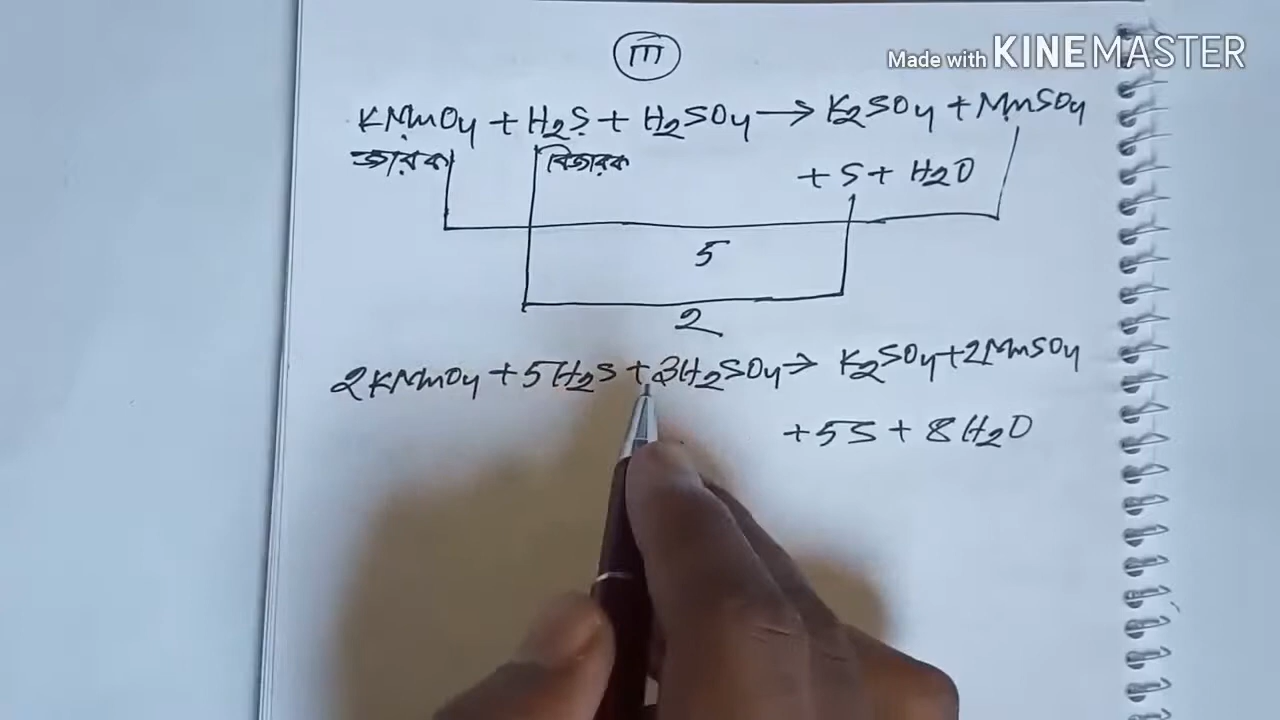 Made with KINEMASTER
III
KMnO4 + H2S + H2SO4 → K2SO4 + MnSO4
জারক বিজারক
+ S + H2O
5
2
2KMnO4 + 5H2S + 3H2SO4 → K2SO4 + 2MnSO4
+ 5S + 8H2O